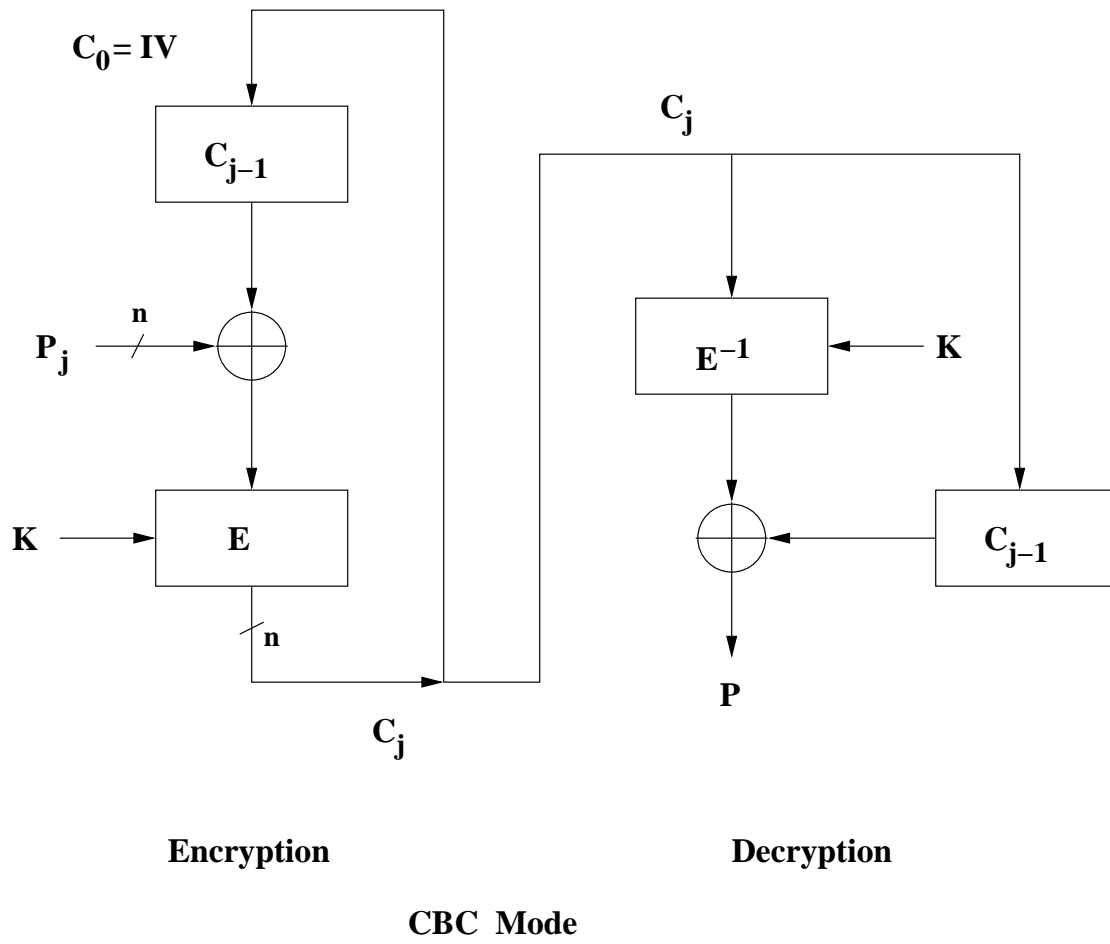 C₀ = IV
Cⱼ₋₁
n
Pⱼ
K
E
n
Cⱼ
Cⱼ
E⁻¹
K
Cⱼ₋₁
P
Encryption
Decryption
CBC Mode